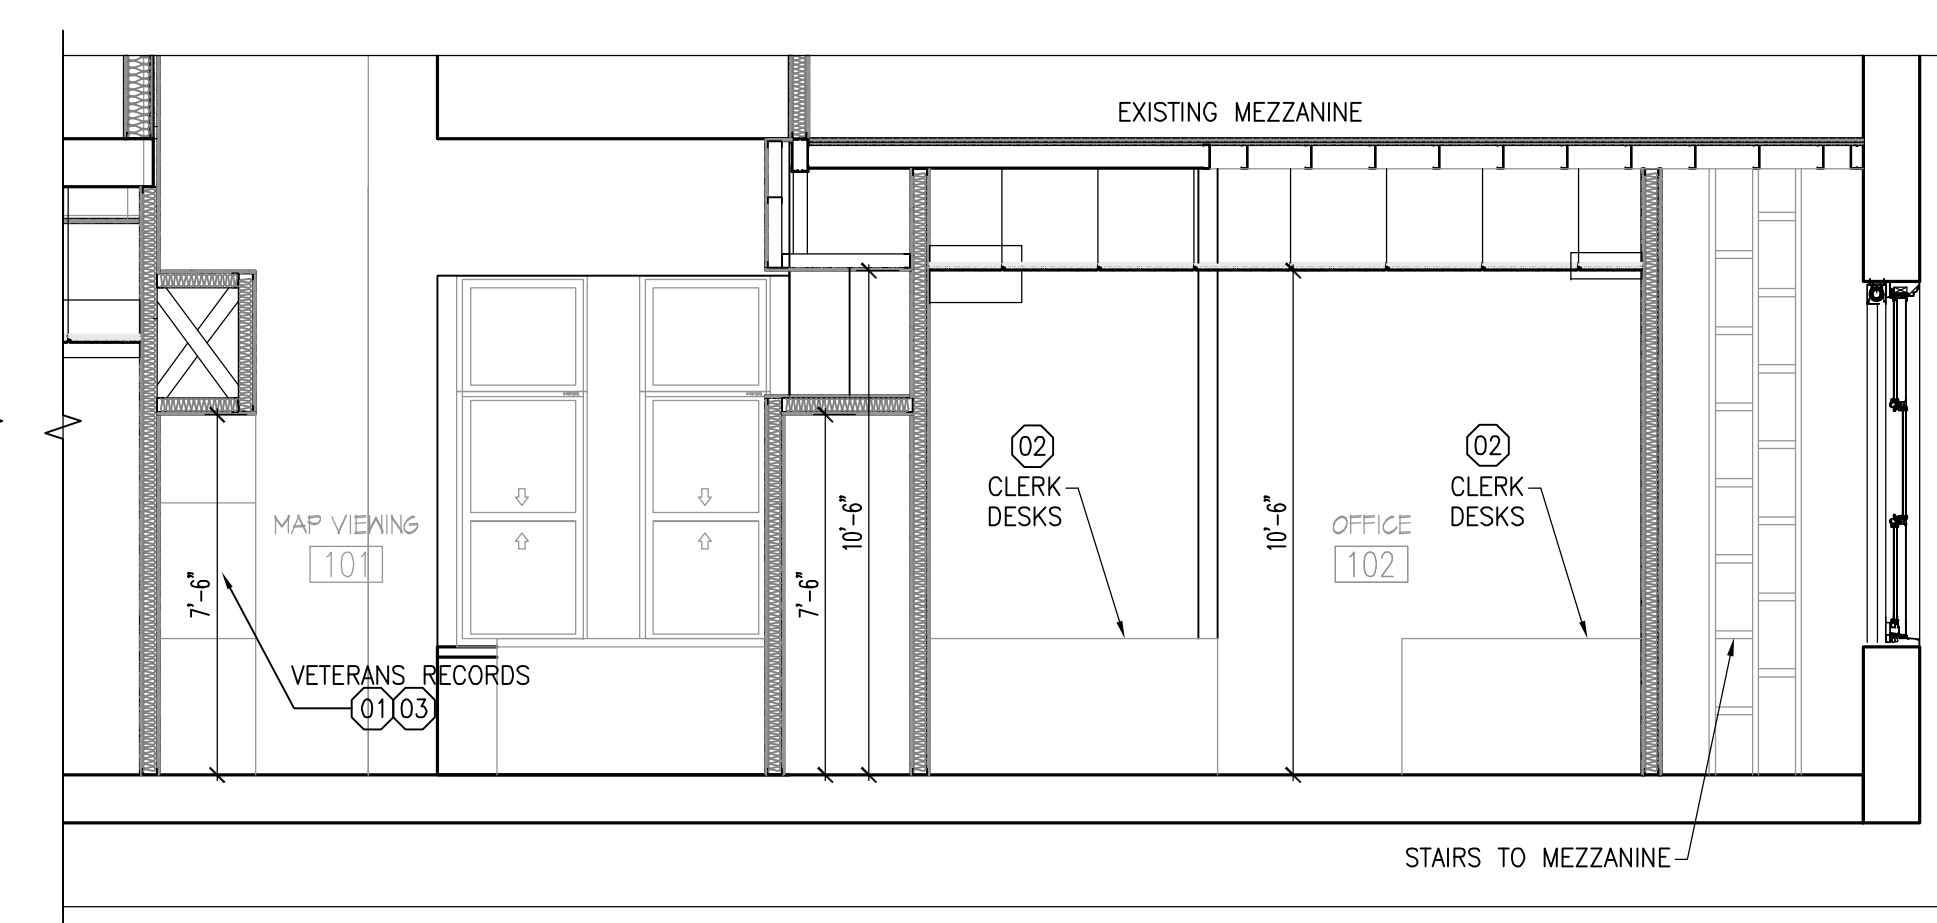 EXISTING MEZZANINE
02
CLERK
DESKS
02
CLERK
DESKS
MAP VIEWING
101
OFFICE
102
10'-6"
10'-6"
7'-6"
7'-6"
VETERANS RECORDS
01 03
STAIRS TO MEZZANINE